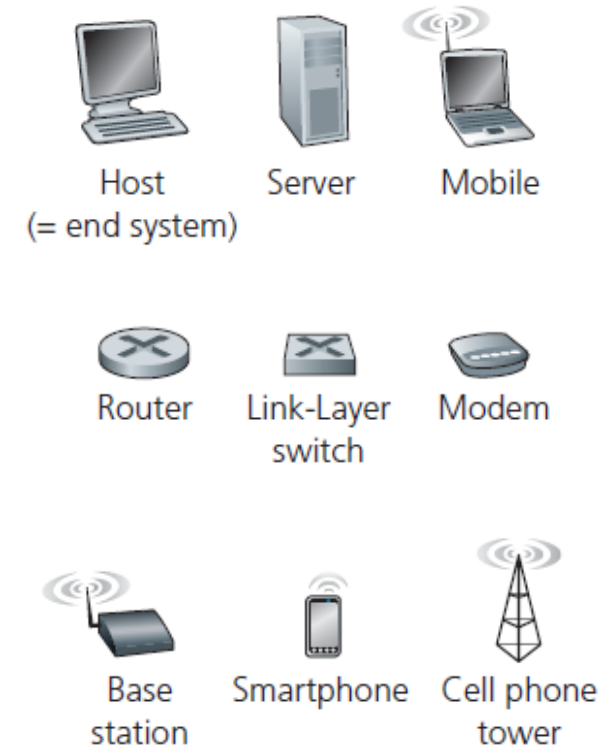 Host
(= end system)
Server
Mobile
Router
Link-Layer
switch
Modem
Base
station
Smartphone
Cell phone
tower